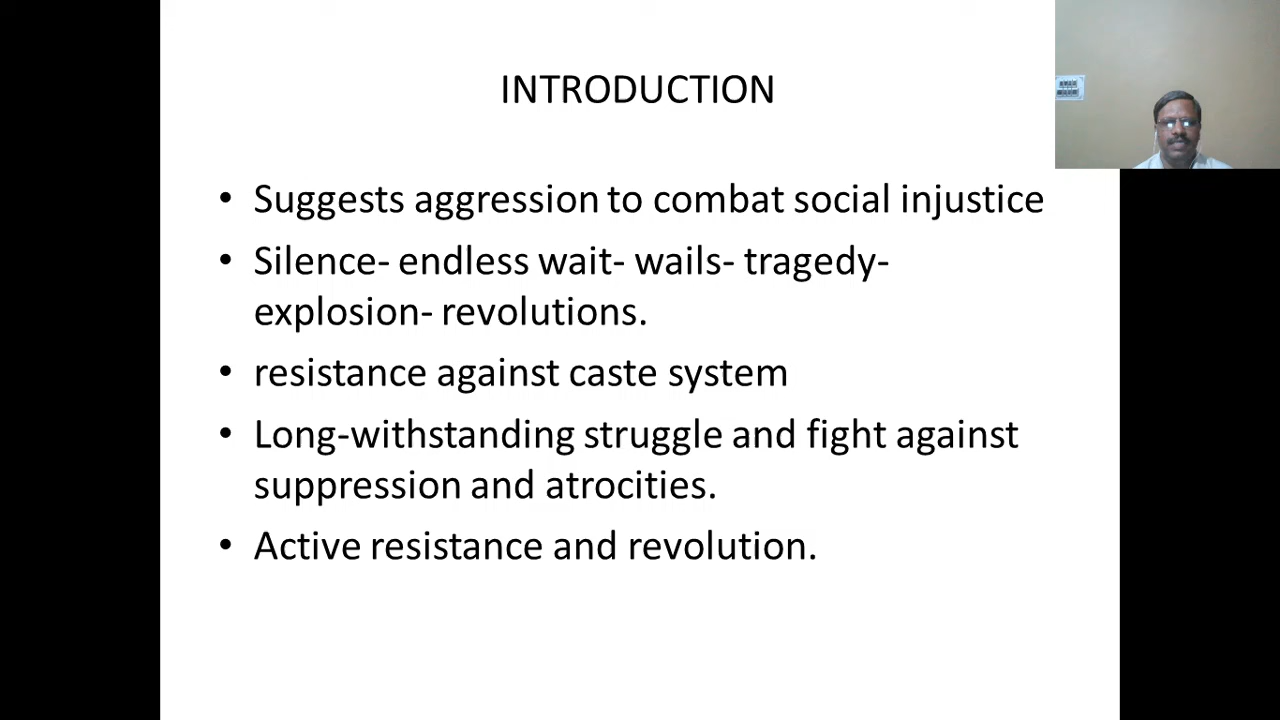 INTRODUCTION
• Suggests aggression to combat social injustice
• Silence- endless wait- wails- tragedy-
explosion- revolutions.
• resistance against caste system
• Long-withstanding struggle and fight against
suppression and atrocities.
• Active resistance and revolution.